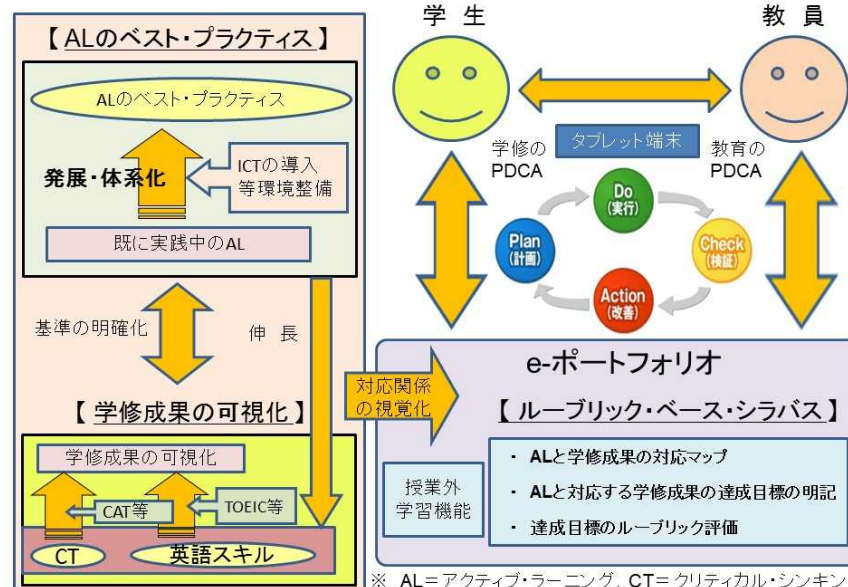 【 ALのベスト・プラクティス 】
ALのベスト・プラクティス
発展・体系化
ICTの導入
等環境整備
既に実践中のAL
基準の明確化
伸 長
【 学修成果の可視化 】
学修成果の可視化
CAT等
TOEIC等
CT
英語スキル
学 生
教 員
学修の
PDCA
タブレット端末
教育の
PDCA
Do
(実行)
Plan
(計画)
Check
(検証)
Action
(改善)
対応関係
の視覚化
e-ポートフォリオ
【 ルーブリック・ベース・シラバス 】
授業外
学習機能
・ ALと学修成果の対応マップ
・ ALと対応する学修成果の達成目標の明記
・ 達成目標のルーブリック評価
※ AL=アクティブ・ラーニング, CT=クリティカル・シンキン